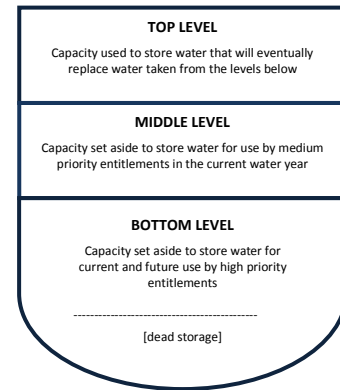 TOP LEVEL
Capacity used to store water that will eventually
replace water taken from the levels below
MIDDLE LEVEL
Capacity set aside to store water for use by medium
priority entitlements in the current water year
BOTTOM LEVEL
Capacity set aside to store water for
current and future use by high priority
entitlements
[dead storage]